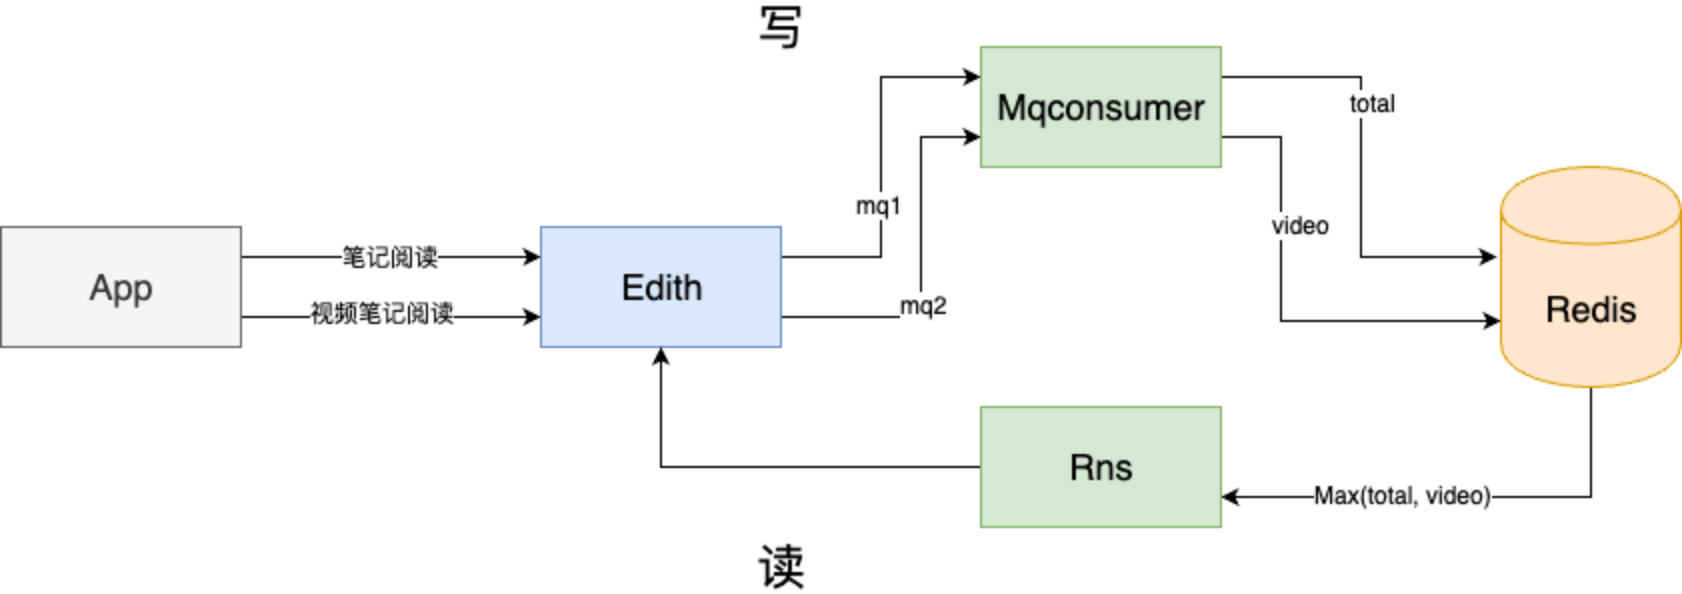 写
Mqconsumer
total
mq1
video
笔记阅读
App
Edith
视频笔记阅读
mq2
Redis
Rns
Max(total, video)
读